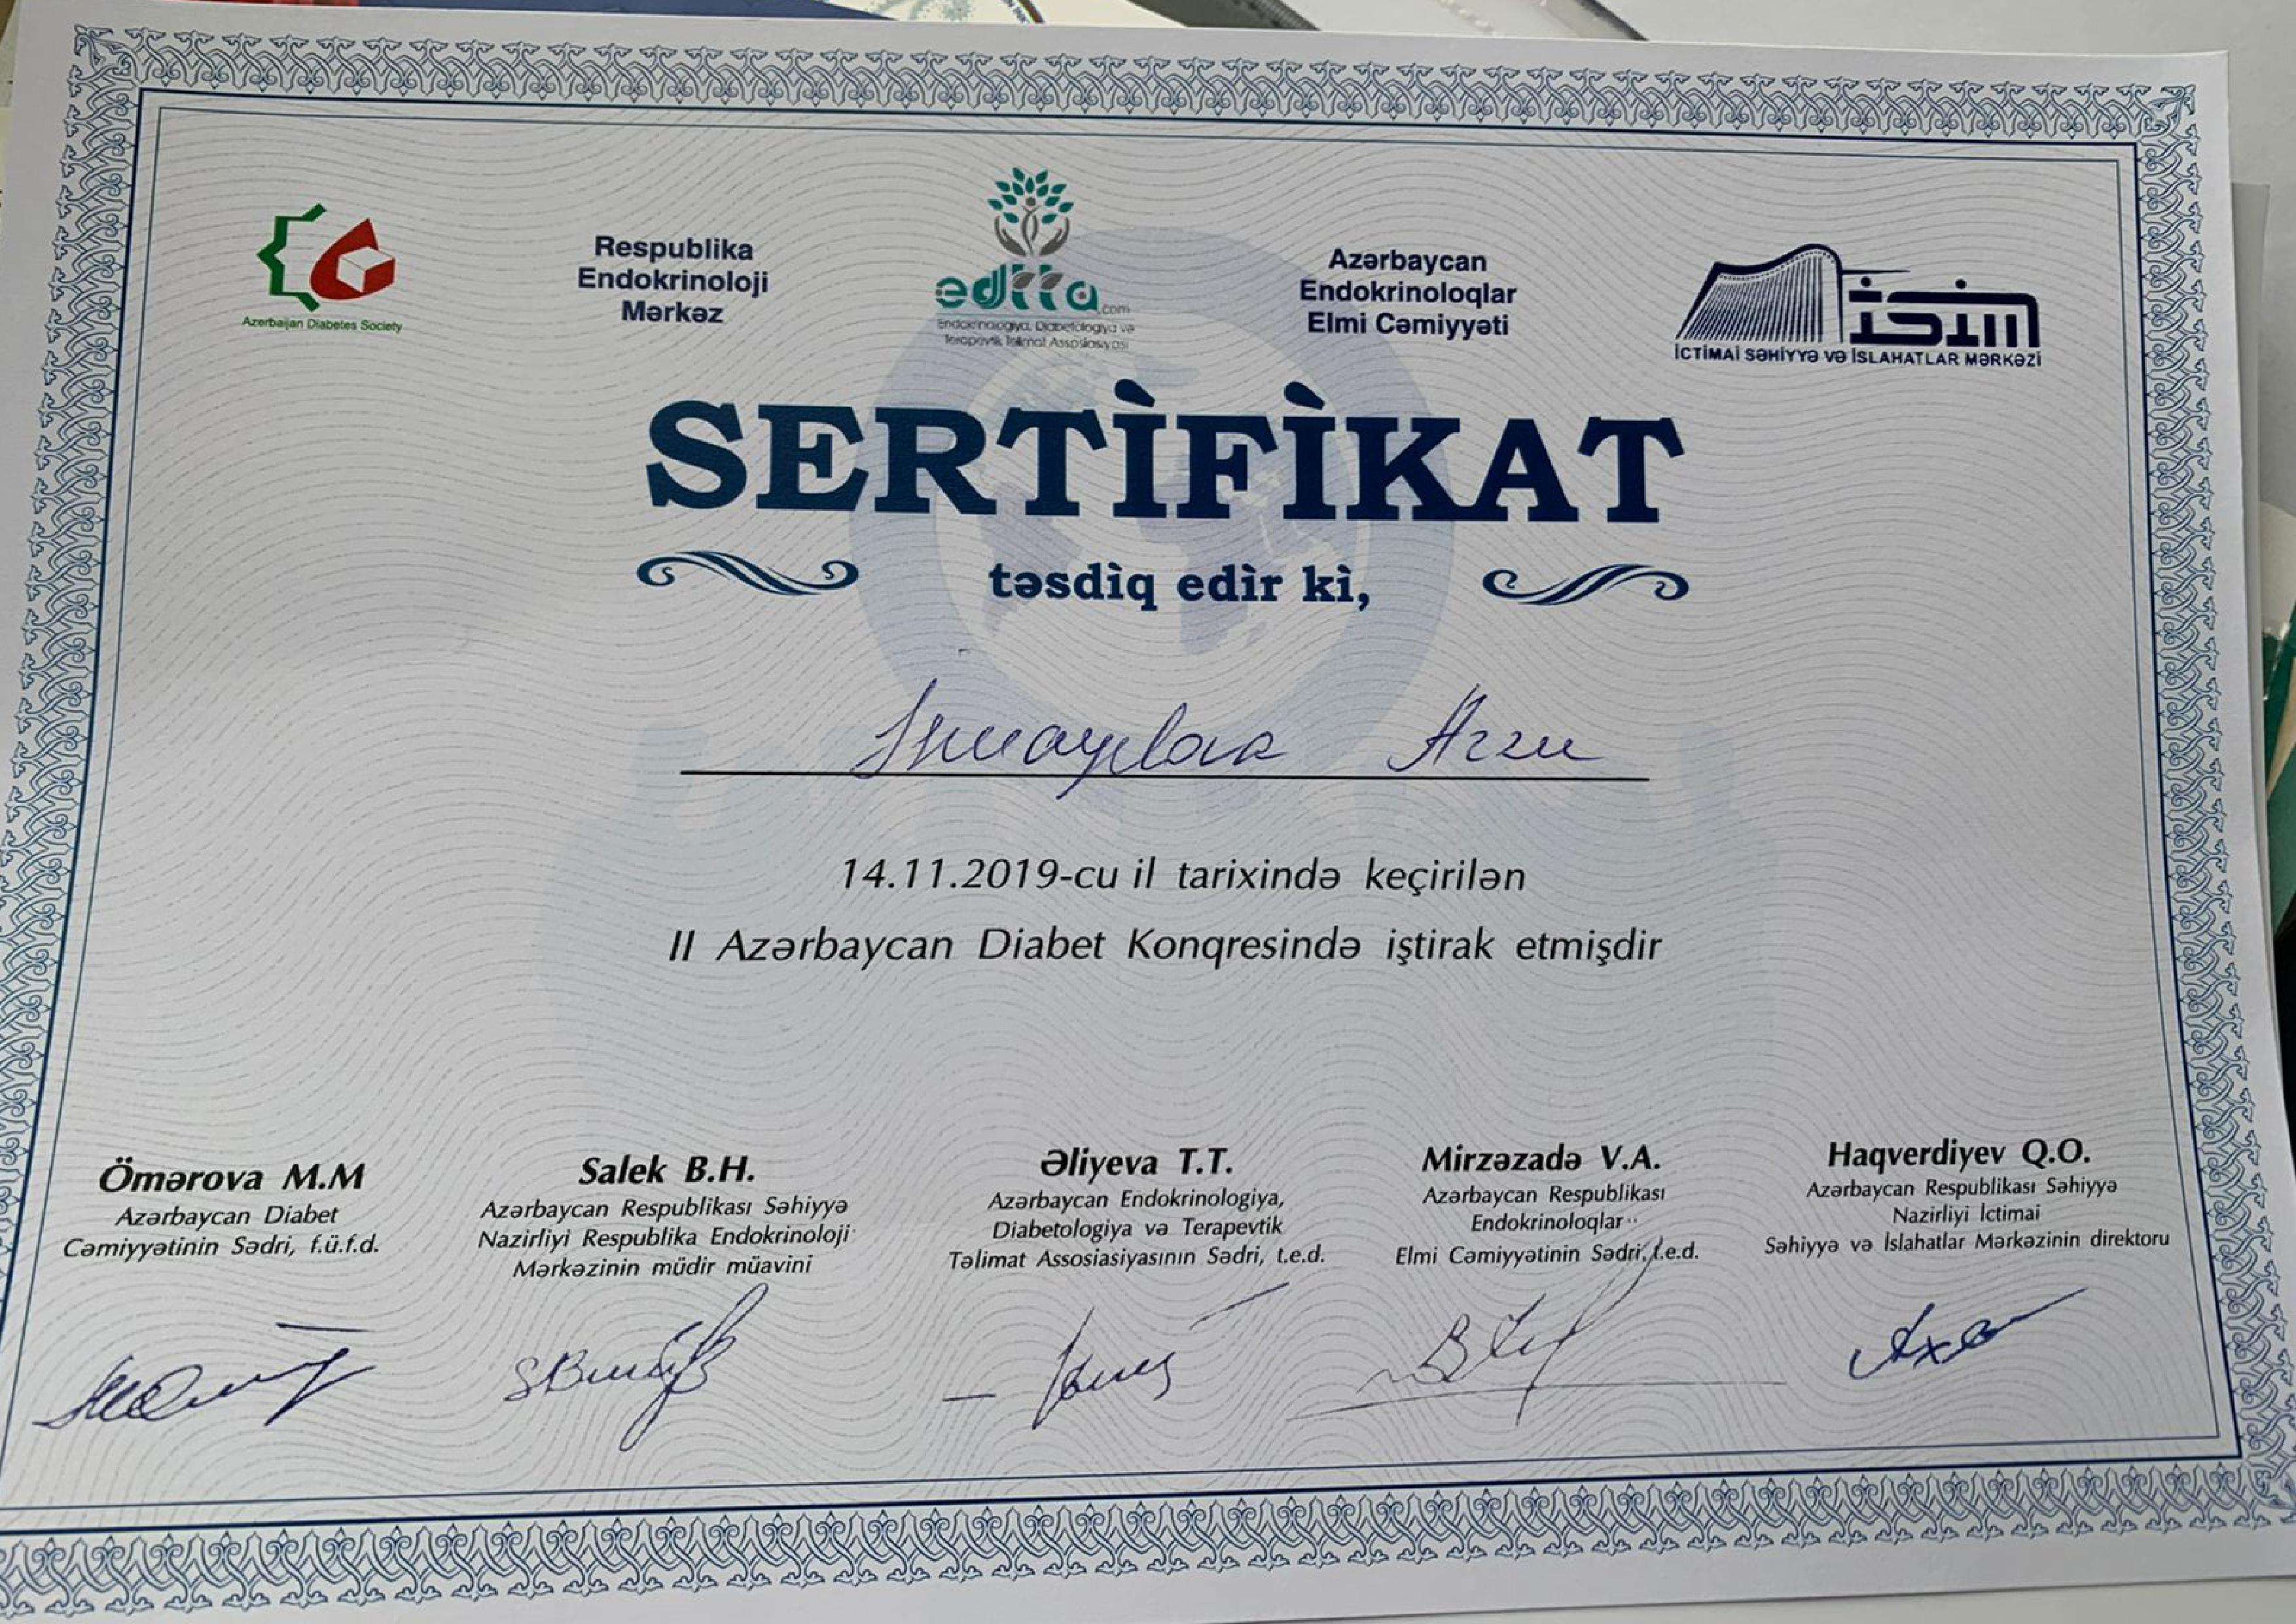 Azerbaijan Diabetes Society
Respublika
Endokrinoloji
Mərkəz
edtta.com
Endokrinologiya, Diabetologiya və
Terapevtik Təlimat Assosiasiyası
Azərbaycan
Endokrinoloqlar
Elmi Cəmiyyəti
İSİM
İCTİMAİ SƏHİYYƏ VƏ İSLAHATLAR MƏRKƏZİ
SERTİFİKAT
təsdiq edir ki,
Arzu
14.11.2019-cu il tarixində keçirilən
II Azərbaycan Diabet Konqresində iştirak etmişdir
Ömərova M.M
Azərbaycan Diabet
Cəmiyyətinin Sədri, f.ü.f.d.
Salek B.H.
Azərbaycan Respublikası Səhiyyə
Nazirliyi Respublika Endokrinoloji
Mərkəzinin müdir müavini
Əliyeva T.T.
Azərbaycan Endokrinologiya,
Diabetologiya və Terapevtik
Təlimat Assosiasiyasının Sədri, t.e.d.
Mirzəzadə V.A.
Azərbaycan Respublikası
Endokrinoloqlar
Elmi Cəmiyyətinin Sədri, t.e.d.
Haqverdiyev Q.O.
Azərbaycan Respublikası Səhiyyə
Nazirliyi İctimai
Səhiyyə və İslahatlar Mərkəzinin direktoru